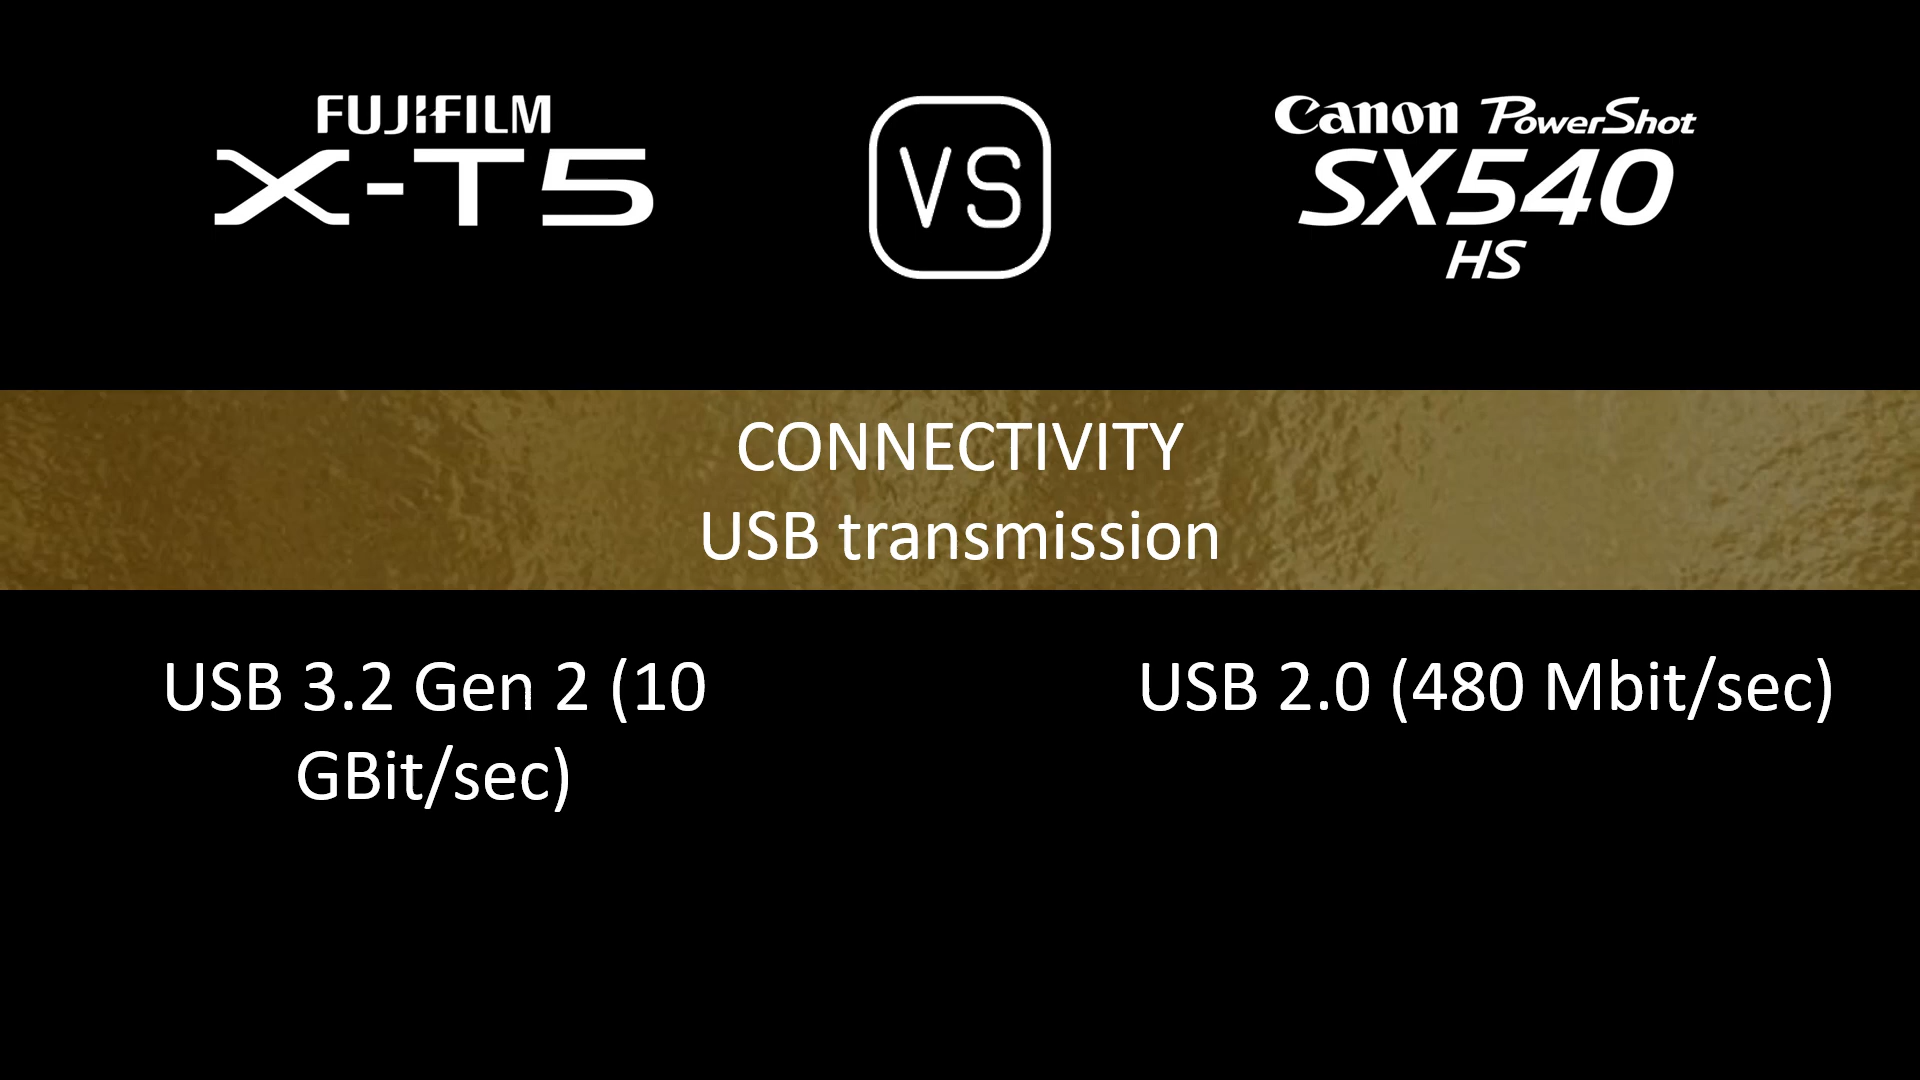 FUJIFILM
X-T5
VS
Canon PowerShot
SX540
HS
CONNECTIVITY
USB transmission
USB 3.2 Gen 2 (10
GBit/sec)
USB 2.0 (480 Mbit/sec)